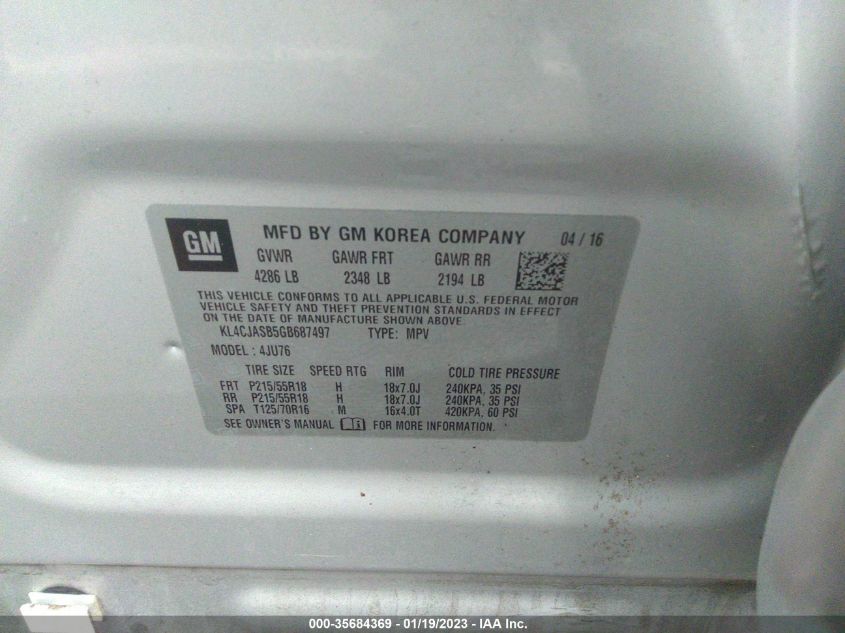 GM
MFD BY GM KOREA COMPANY 04 / 16
GVWR GAWR FRT GAWR RR
4286 LB 2348 LB 2194 LB
THIS VEHICLE CONFORMS TO ALL APPLICABLE U.S. FEDERAL MOTOR
VEHICLE SAFETY AND THEFT PREVENTION STANDARDS IN EFFECT
ON THE DATE OF MANUFACTURE SHOWN ABOVE.
KL4CJASB5GB687497 TYPE: MPV
MODEL : 4JU76
TIRE SIZE SPEED RTG RIM COLD TIRE PRESSURE
FRT P215/55R18 H 18x7.0J 240KPA, 35 PSI
RR P215/55R18 H 18x7.0J 240KPA, 35 PSI
SPA T125/70R16 M 16x4.0T 420KPA, 60 PSI
SEE OWNER'S MANUAL i FOR MORE INFORMATION.
000-35684369 - 01/19/2023 - IAA Inc.